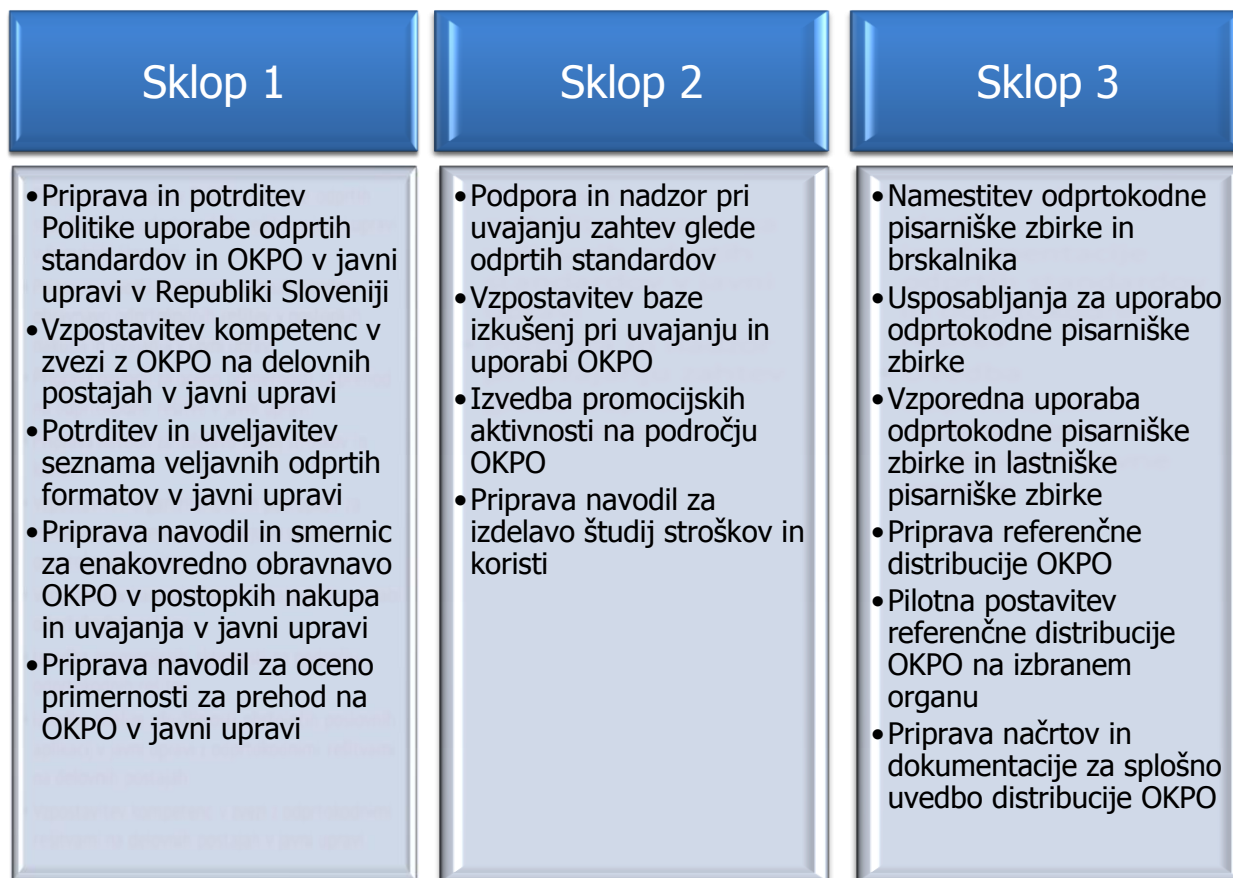 Sklop 1
•Priprava in potrditev
Politike uporabe odprtih
standardov in OKPO v javni
upravi v Republiki Sloveniji
•Vzpostavitev kompetenc v
zvezi z OKPO na delovnih
postajah v javni upravi
•Potrditev in uveljavitev
seznama veljavnih odprtih
formatov v javni upravi
•Priprava navodil in smernic
za enakovredno obravnavo
OKPO v postopkih nakupa
in uvajanja v javni upravi
•Priprava navodil za oceno
primernosti za prehod na
OKPO v javni upravi
Sklop 2
•Podpora in nadzor pri
uvajanju zahtev glede
odprtih standardov
•Vzpostavitev baze
izkušenj pri uvajanju in
uporabi OKPO
•Izvedba promocijskih
aktivnosti na področju
OKPO
•Priprava navodil za
izdelavo študij stroškov in
koristi
Sklop 3
•Namestitev odprtokodne
pisarniške zbirke in
brskalnika
•Usposabljanja za uporabo
odprtokodne pisarniške
zbirke
•Vzporedna uporaba
odprtokodne pisarniške
zbirke in lastniške
pisarniške zbirke
•Priprava referenčne
distribucije OKPO
•Pilotna postavitev
referenčne distribucije
OKPO na izbranem
organu
•Priprava načrtov in
dokumentacije za splošno
uvedbo distribucije OKPO